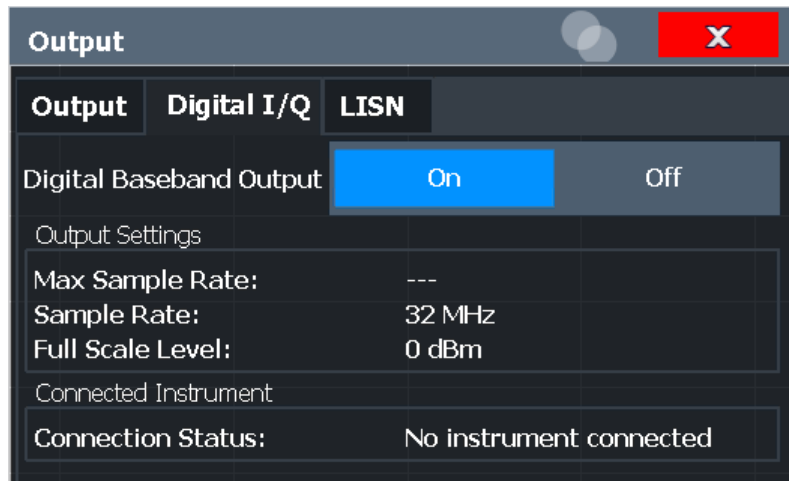 Output
X
Output Digital I/Q LISN
Digital Baseband Output On Off
Output Settings
Max Sample Rate: ---
Sample Rate: 32 MHz
Full Scale Level: 0 dBm
Connected Instrument
Connection Status: No instrument connected